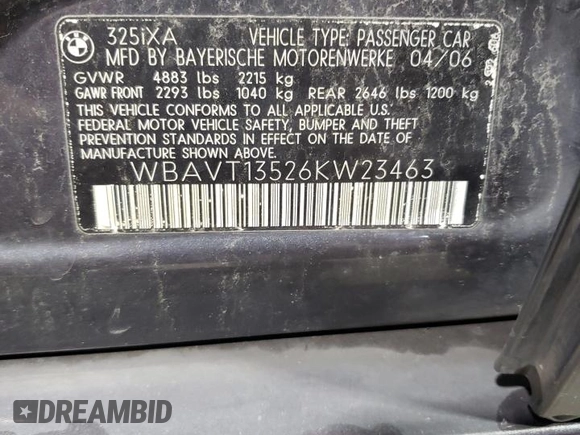 325iXA VEHICLE TYPE: PASSENGER CAR
MFD BY BAYERISCHE MOTORENWERKE 04/06
GVWR 4883 lbs 2215 kg
GAWR FRONT 2293 lbs 1040 kg REAR 2646 lbs 1200 kg
THIS VEHICLE CONFORMS TO ALL APPLICABLE U.S.
FEDERAL MOTOR VEHICLE SAFETY, BUMPER AND THEFT
PREVENTION STANDARDS IN EFFECT ON THE DATE OF
MANUFACTURE SHOWN ABOVE.
WBAVT13526KW23463
DREAMBID